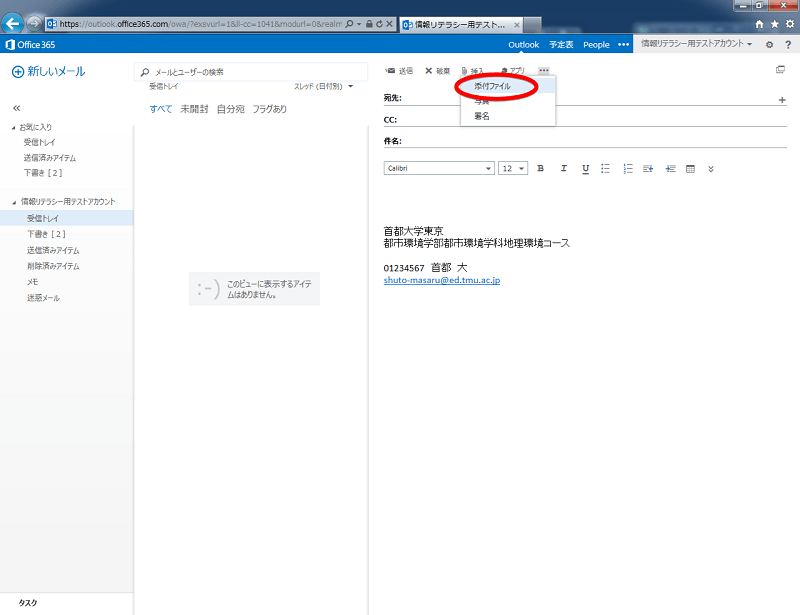 https://outlook.office365.com/owa/?exsvurl=1&ll-cc=1041&modurl=0&realm
情報リテラシー用テスト...
Office 365
Outlook 予定表 People
情報リテラシー用テストアカウント
?
新しいメール
メールとユーザーの検索
受信トレイ
スレッド (日付別)
すべて 未開封 自分宛 フラグあり
お気に入り
受信トレイ
送信済みアイテム
下書き [ 2 ]
情報リテラシー用テストアカウント
受信トレイ
下書き [ 2 ]
送信済みアイテム
削除済みアイテム
メモ
迷惑メール
タスク
:-)
このビューに表示するアイテ
ムはありません。
送信 破棄 挿入 アプリ
添付ファイル
写真
署名
宛先:
CC:
件名:
Calibri 12 B I U
首都大学東京
都市環境学部都市環境学科地理環境コース
01234567 首都 大
shuto-masaru@ed.tmu.ac.jp